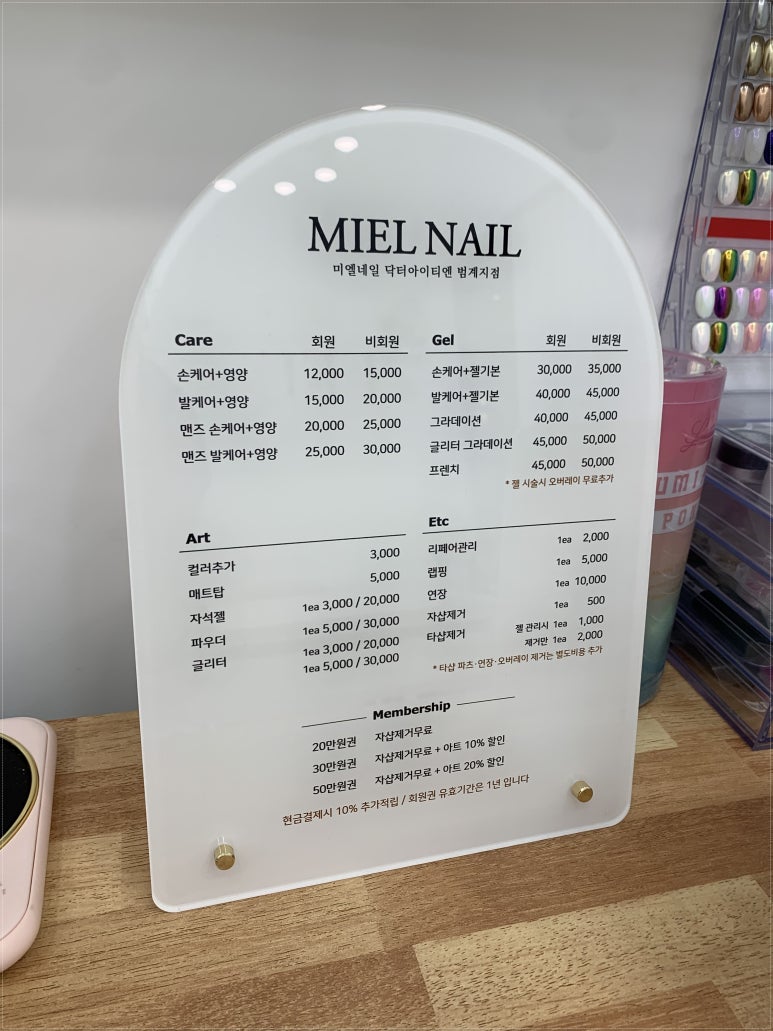 MIEL NAIL
미엘네일 닥터아이티엔 범계지점
Care 회원 비회원
손케어+영양 12,000 15,000
발케어+영양 15,000 20,000
맨즈 손케어+영양 20,000 25,000
맨즈 발케어+영양 25,000 30,000
Gel 회원 비회원
손케어+젤기본 30,000 35,000
발케어+젤기본 40,000 45,000
그라데이션 40,000 45,000
글리터 그라데이션 45,000 50,000
프렌치 45,000 50,000
* 젤 시술시 오버레이 무료추가
Art
컬러추가 3,000
매트탑 5,000
자석젤 1ea 3,000 / 20,000
파우더 1ea 5,000 / 30,000
글리터 1ea 3,000 / 20,000
1ea 5,000 / 30,000
Etc
리페어관리 1ea 2,000
랩핑 1ea 5,000
연장 1ea 10,000
자샵제거 1ea 500
타샵제거 젤 관리시 1ea 1,000
제거만 1ea 2,000
* 타샵 파츠·연장·오버레이 제거는 별도비용 추가
Membership
20만원권 자샵제거무료
30만원권 자샵제거무료 + 아트 10% 할인
50만원권 자샵제거무료 + 아트 20% 할인
현금결제시 10% 추가적립 / 회원권 유효기간은 1년 입니다